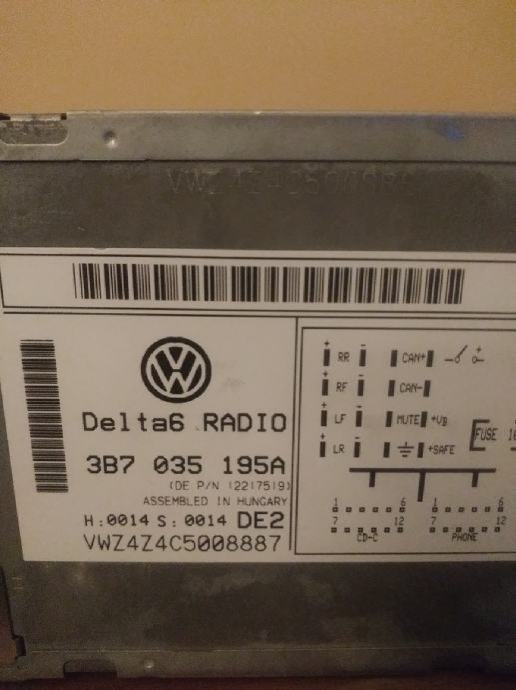 Delta6 RADIO
3B7 035 195A
(DE P/N 12217519)
ASSEMBLED IN HUNGARY
H:0014 S:0014 DE2
VWZ4Z4C5008887
+ RR - CAN+ +
RF CAN-
LF MUTE +VB
LR +SAFE
FUSE
1 6 1 6
7 12 7 12
CD-C PHONE